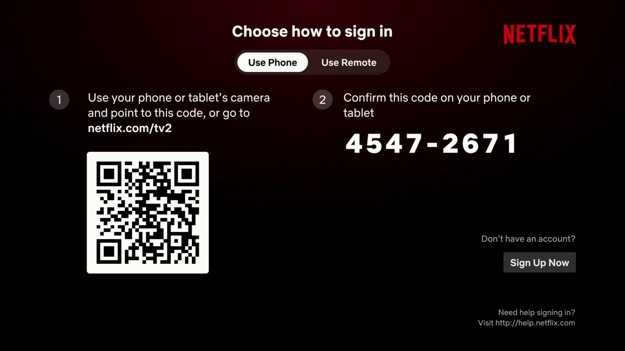 Choose how to sign in
NETFLIX
Use Phone
Use Remote
1
Use your phone or tablet's camera
and point to this code, or go to
netflix.com/tv2
2
Confirm this code on your phone or
tablet
4547-2671
Don't have an account?
Sign Up Now
Need help signing in?
Visit http://help.netflix.com